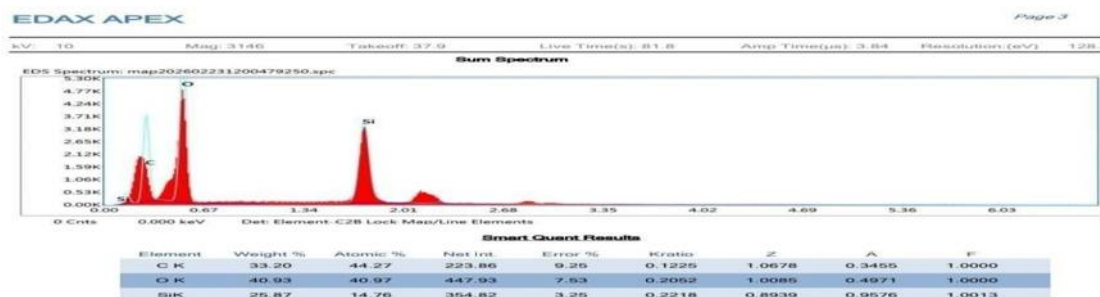 EDAX APEX
Page 3
kV: 10 Mag: 3146 Takeoff: 37.9 Live Time(s): 81.8 Amp Time(µs): 3.84 Resolution:(eV) 128.
Sum Spectrum
EDS Spectrum: map20260223120047925​0.spc
5.30K
4.77K
4.24K
3.71K
3.18K
2.65K
2.12K
1.59K
1.06K
0.53K
0.00K
O
Si
C
0.00 0.67 1.34 2.01 2.68 3.35 4.02 4.69 5.36 6.03
0 Cnts 0.000 keV Det: Element-C2B Lock Map/Line Elements
Smart Quant Results
Element Weight % Atomic % Net Int. Error % Kratio Z A F
C K 33.20 44.27 223.86 9.25 0.1225 1.0678 0.3455 1.0000
O K 40.93 40.97 447.93 7.53 0.2052 1.0085 0.4971 1.0000
SiK 25.87 14.76 354.82 3.25 0.2218 0.8939 0.9576 1.0013